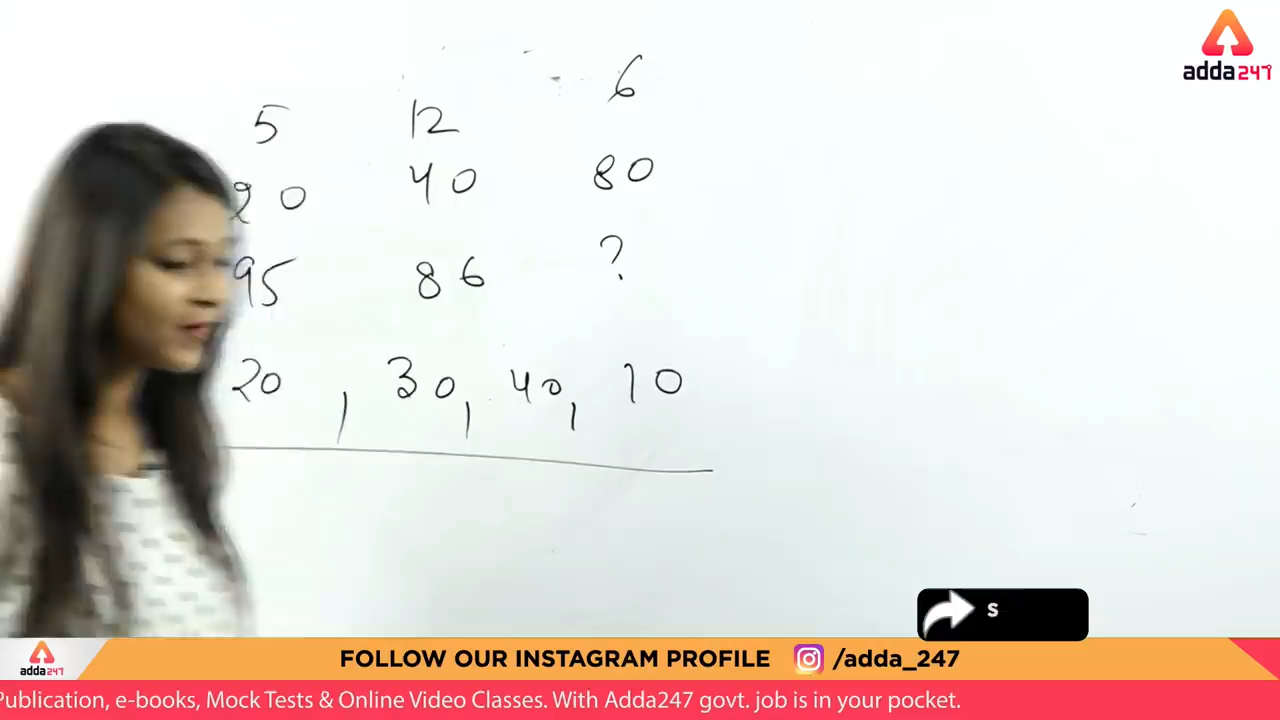 adda247
5 12 6
20 40 80
95 86 ?
20 , 30, 40, 10
S
adda247
FOLLOW OUR INSTAGRAM PROFILE /adda_247
Publication, e-books, Mock Tests & Online Video Classes. With Adda247 govt. job is in your pocket.